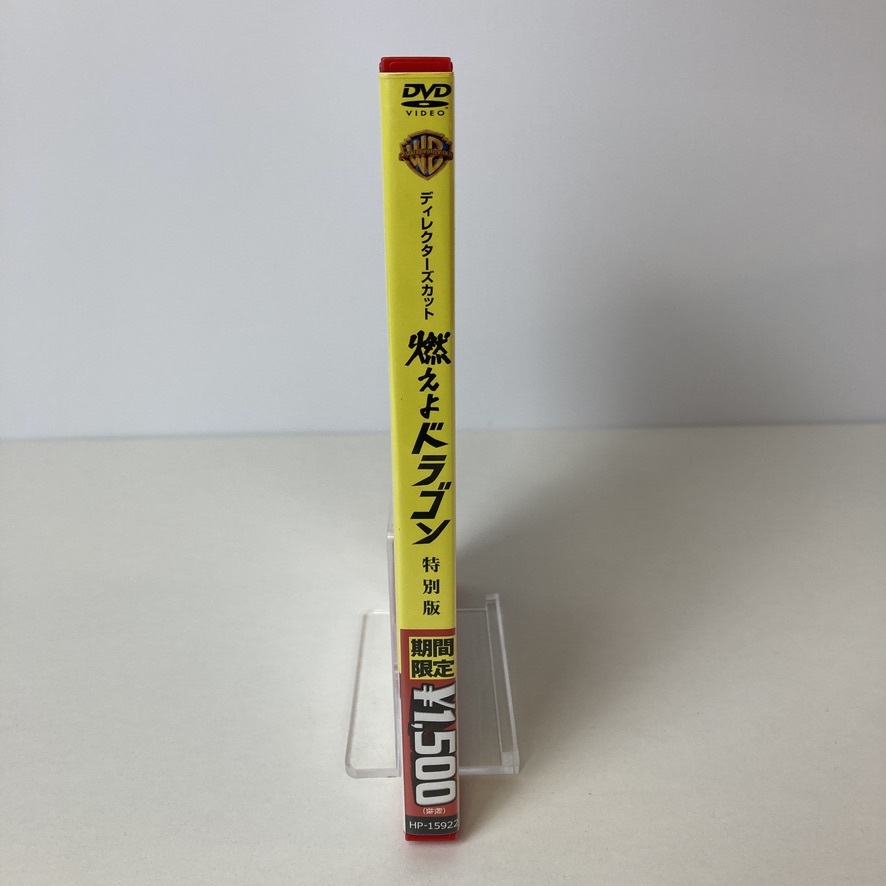 DVD
VIDEO
WB
ディレクターズカット
燃えよドラゴン
特別版
期間
限定
¥1,500
HP-15922